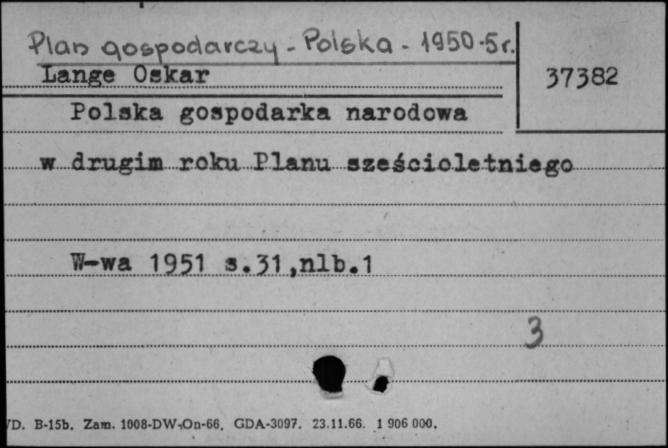 Plan gospodarczy - Polska - 1950-5r.
Lange Oskar
37382
Polska gospodarka narodowa
w drugim roku Planu sześcioletniego
W-wa 1951 s.31,nlb.1
3
D. B-15b. Zam. 1008-DW-On-66. GDA-3097. 23.11.66. 1 906 000.